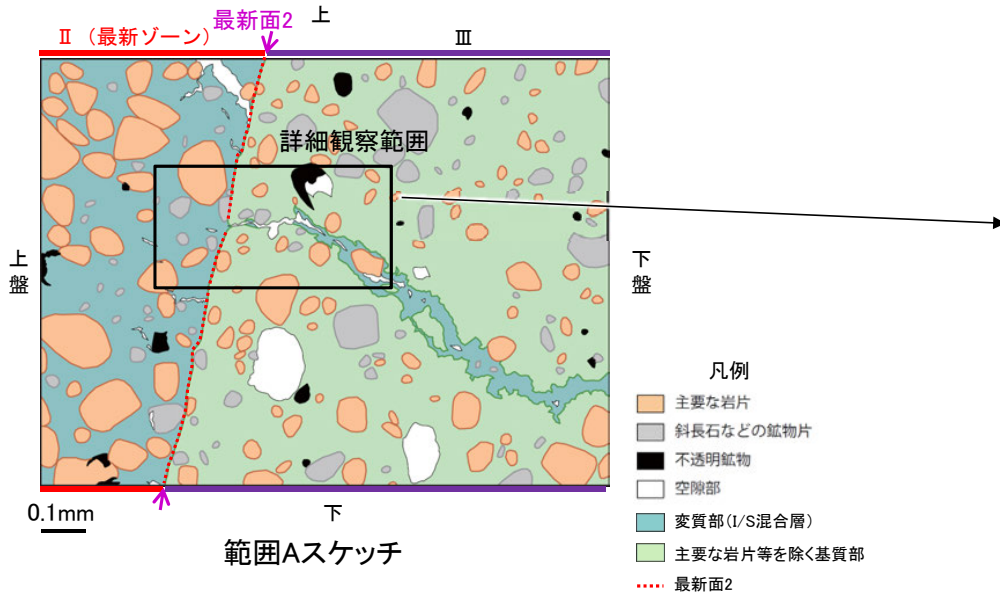 最新面2
上
Ⅱ （最新ゾーン）
Ⅲ
詳細観察範囲
上盤
下盤
凡例
主要な岩片
斜長石などの鉱物片
不透明鉱物
空隙部
変質部(I/S混合層)
主要な岩片等を除く基質部
最新面2
0.1mm
下
範囲Aスケッチ